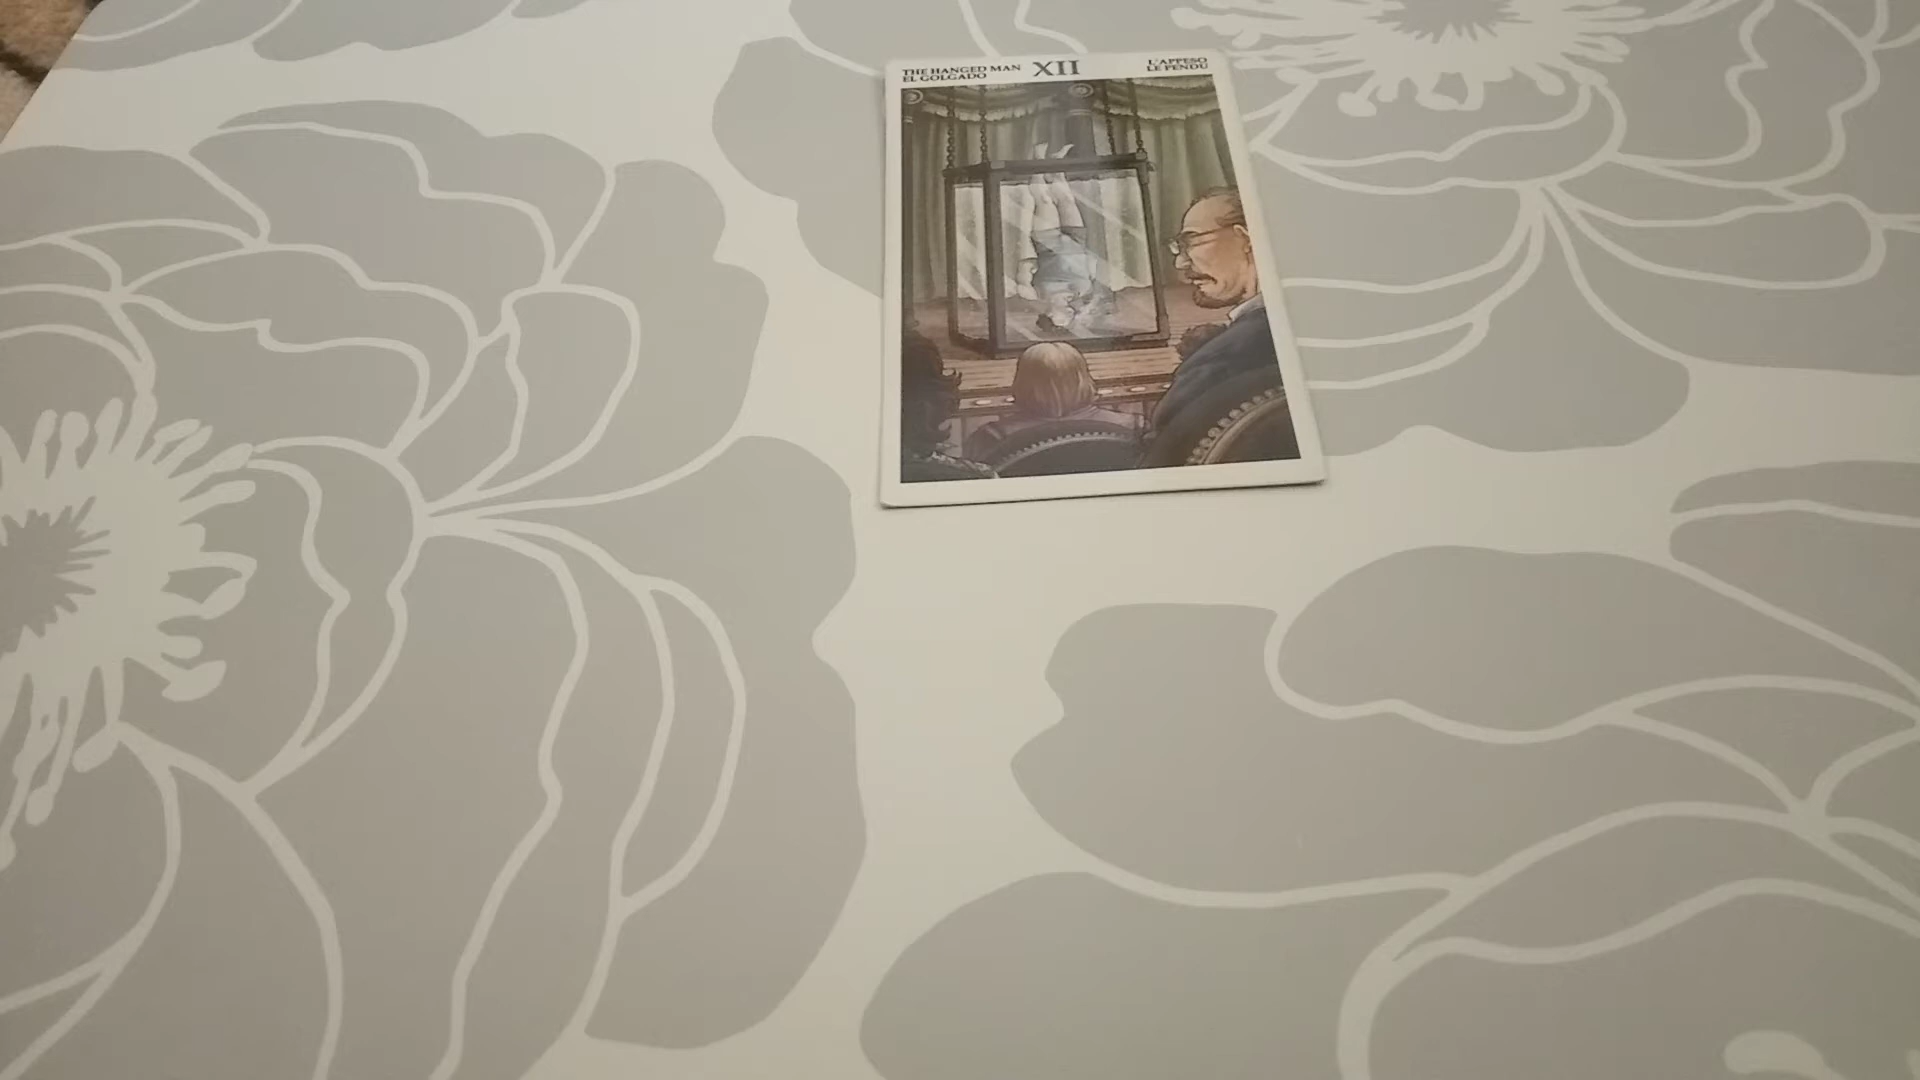 THE HANGED MAN
EL COLGADO
XII
L'APPESO
LE PENDU